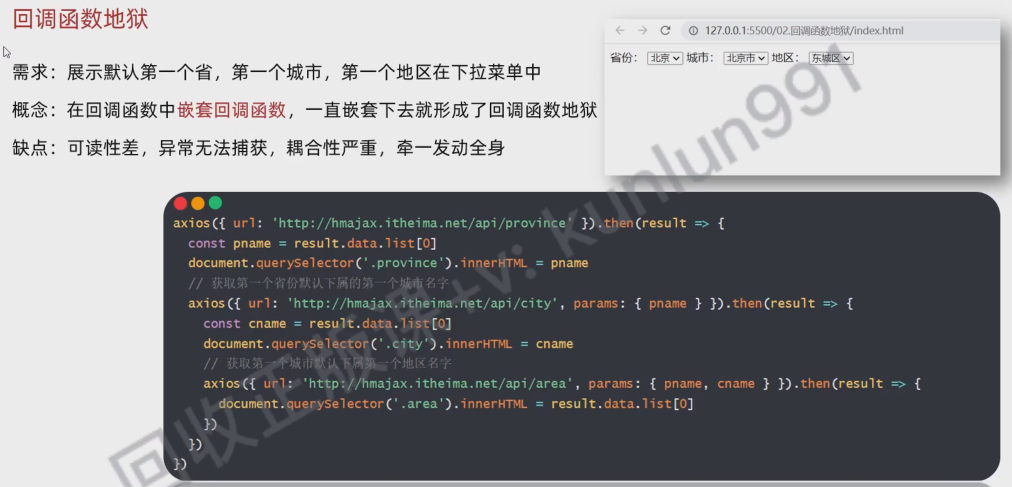 回调函数地狱
需求：展示默认第一个省，第一个城市，第一个地区在下拉菜单中
概念：在回调函数中嵌套回调函数，一直嵌套下去就形成了回调函数地狱
缺点：可读性差，异常无法捕获，耦合性严重，牵一发动全身
127.0.0.1:5500/02.回调函数地狱/index.html
省份： 北京 城市： 北京市 地区： 东城区
axios({ url: 'http://hmajax.itheima.net/api/province' }).then(result => {
const pname = result.data.list[0]
document.querySelector('.province').innerHTML = pname
// 获取第一个省份默认下属的第一个城市名字
axios({ url: 'http://hmajax.itheima.net/api/city', params: { pname } }).then(result => {
const cname = result.data.list[0]
document.querySelector('.city').innerHTML = cname
// 获取第一个城市默认下属第一个地区名字
axios({ url: 'http://hmajax.itheima.net/api/area', params: { pname, cname } }).then(result => {
document.querySelector('.area').innerHTML = result.data.list[0]
})
})
})
回收正版课+v: kunlun991